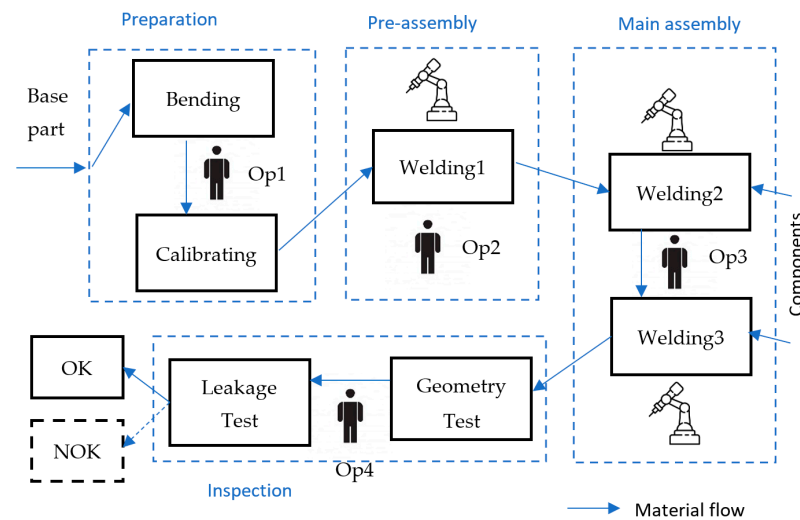 Preparation
Pre-assembly
Main assembly
Base
part
Bending
Op1
Calibrating
Welding1
Op2
Welding2
Op3
Components
Welding3
OK
NOK
Leakage
Test
Geometry
Test
Op4
Inspection
Material flow